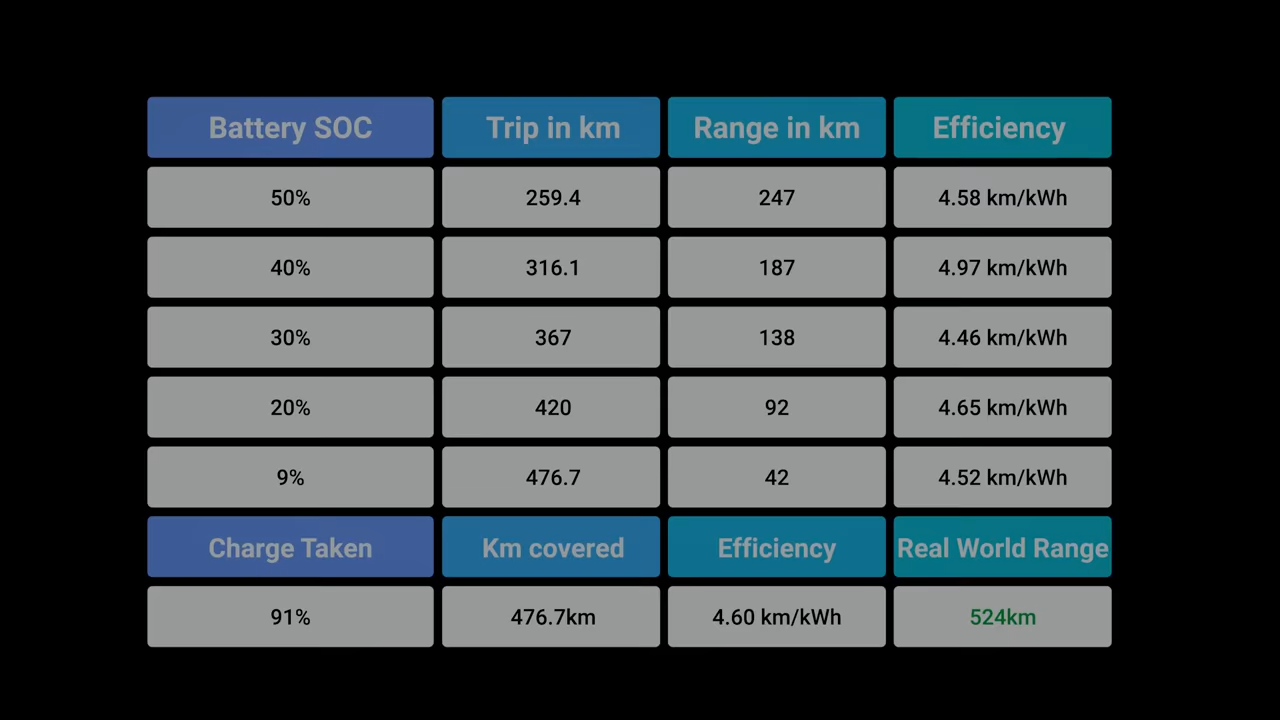 Battery SOC Trip in km Range in km Efficiency
50% 259.4 247 4.58 km/kWh
40% 316.1 187 4.97 km/kWh
30% 367 138 4.46 km/kWh
20% 420 92 4.65 km/kWh
9% 476.7 42 4.52 km/kWh
Charge Taken Km covered Efficiency Real World Range
91% 476.7km 4.60 km/kWh 524km